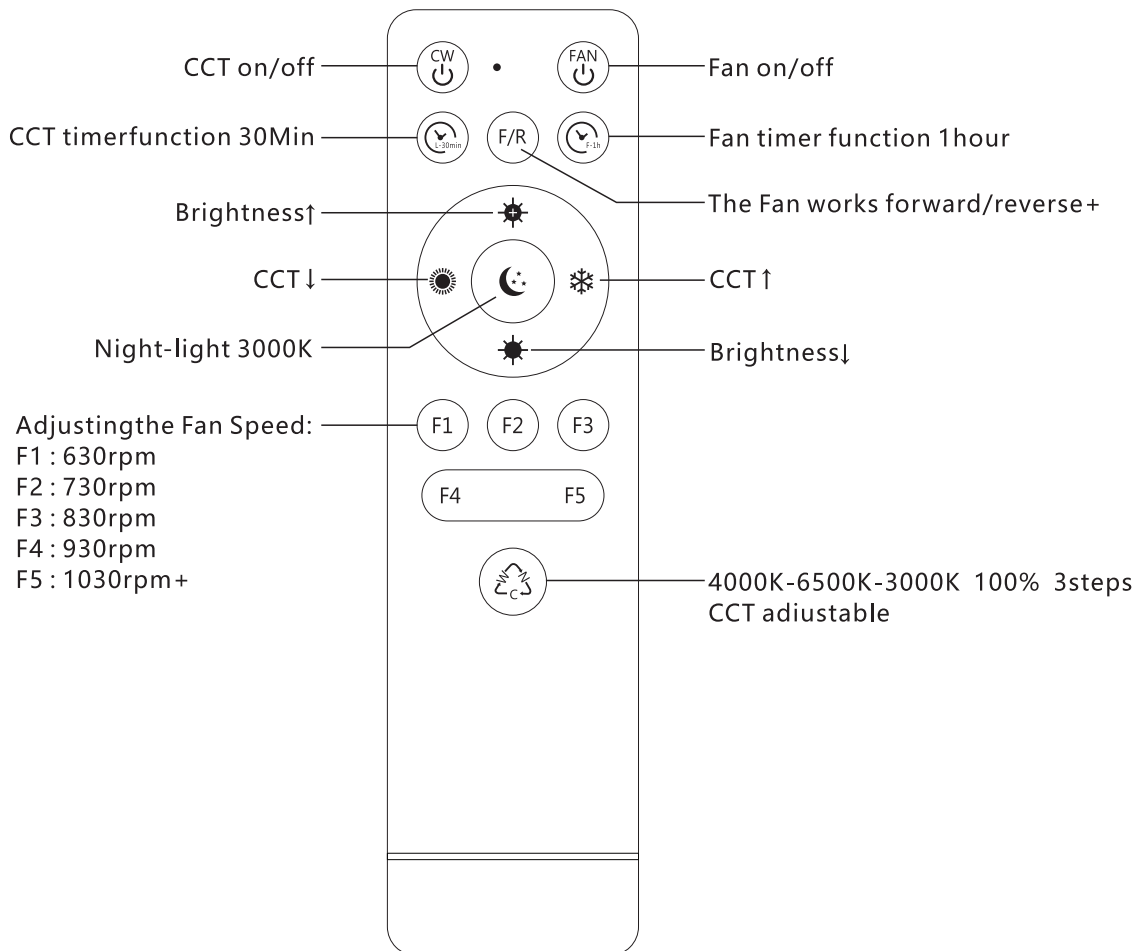 CW
FAN
CCT on/off
Fan on/off
CCT timerfunction 30Min
L-30min
F/R
F-1h
Fan timer function 1hour
Brightness↑
The Fan works forward/reverse+
CCT↓
CCT↑
Night-light 3000K
Brightness↓
Adjustingthe Fan Speed:
F1 : 630rpm
F2 : 730rpm
F3 : 830rpm
F4 : 930rpm
F5 : 1030rpm+
F1
F2
F3
F4
F5
W
N
C
4000K-6500K-3000K 100% 3steps
CCT adiustable